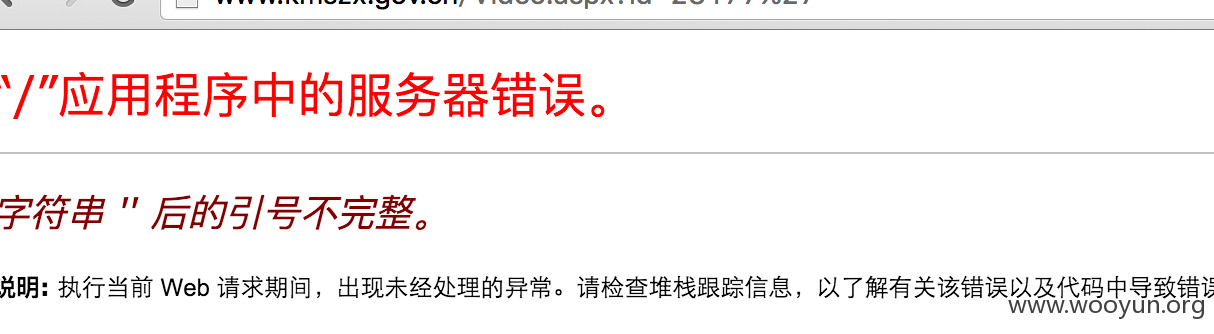 "/"应用程序中的服务器错误。
字符串 '' 后的引号不完整。
说明: 执行当前 Web 请求期间，出现未经处理的异常。请检查堆栈跟踪信息，以了解有关该错误以及代码中导致错误
www.wooyun.org